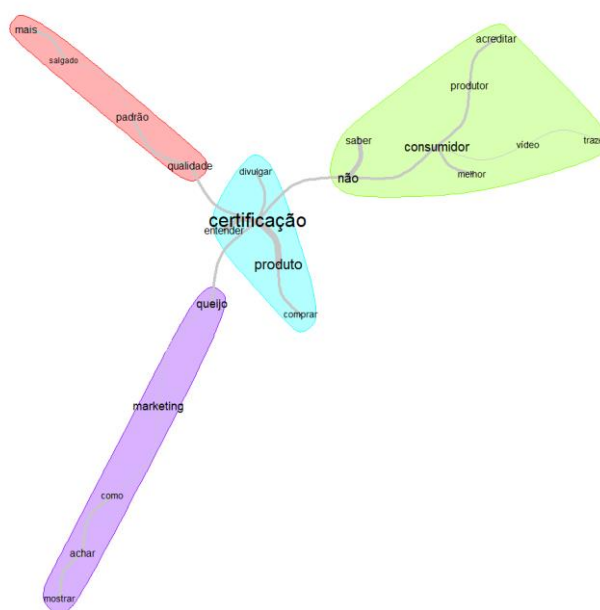 mais
acreditar
salgado
produtor
padrão
saber
consumidor
vídeo
traze
qualidade
divulgar
não
melhor
certificação
entender
produto
queijo
comprar
marketing
como
achar
mostrar